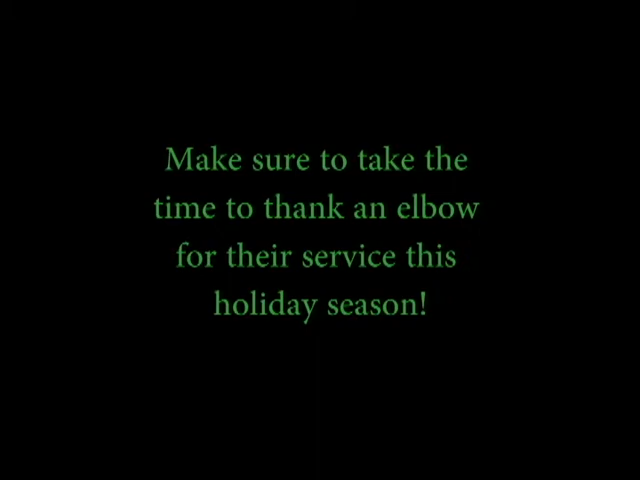 Make sure to take the
time to thank an elbow
for their service this
holiday season!